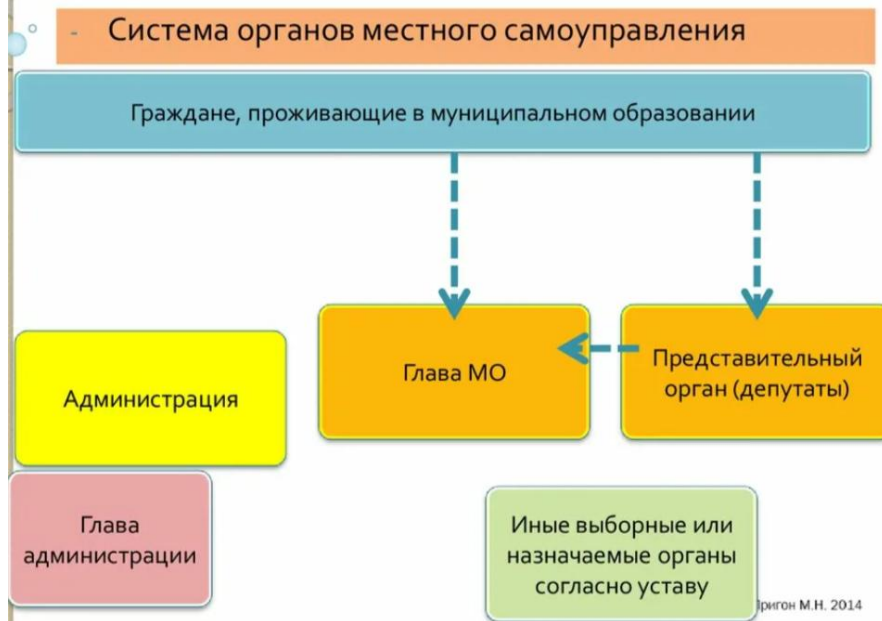 - Система органов местного самоуправления
Граждане, проживающие в муниципальном образовании
Глава МО
Представительный
орган (депутаты)
Администрация
Глава
администрации
Иные выборные или
назначаемые органы
согласно уставу
М.Н. 2014